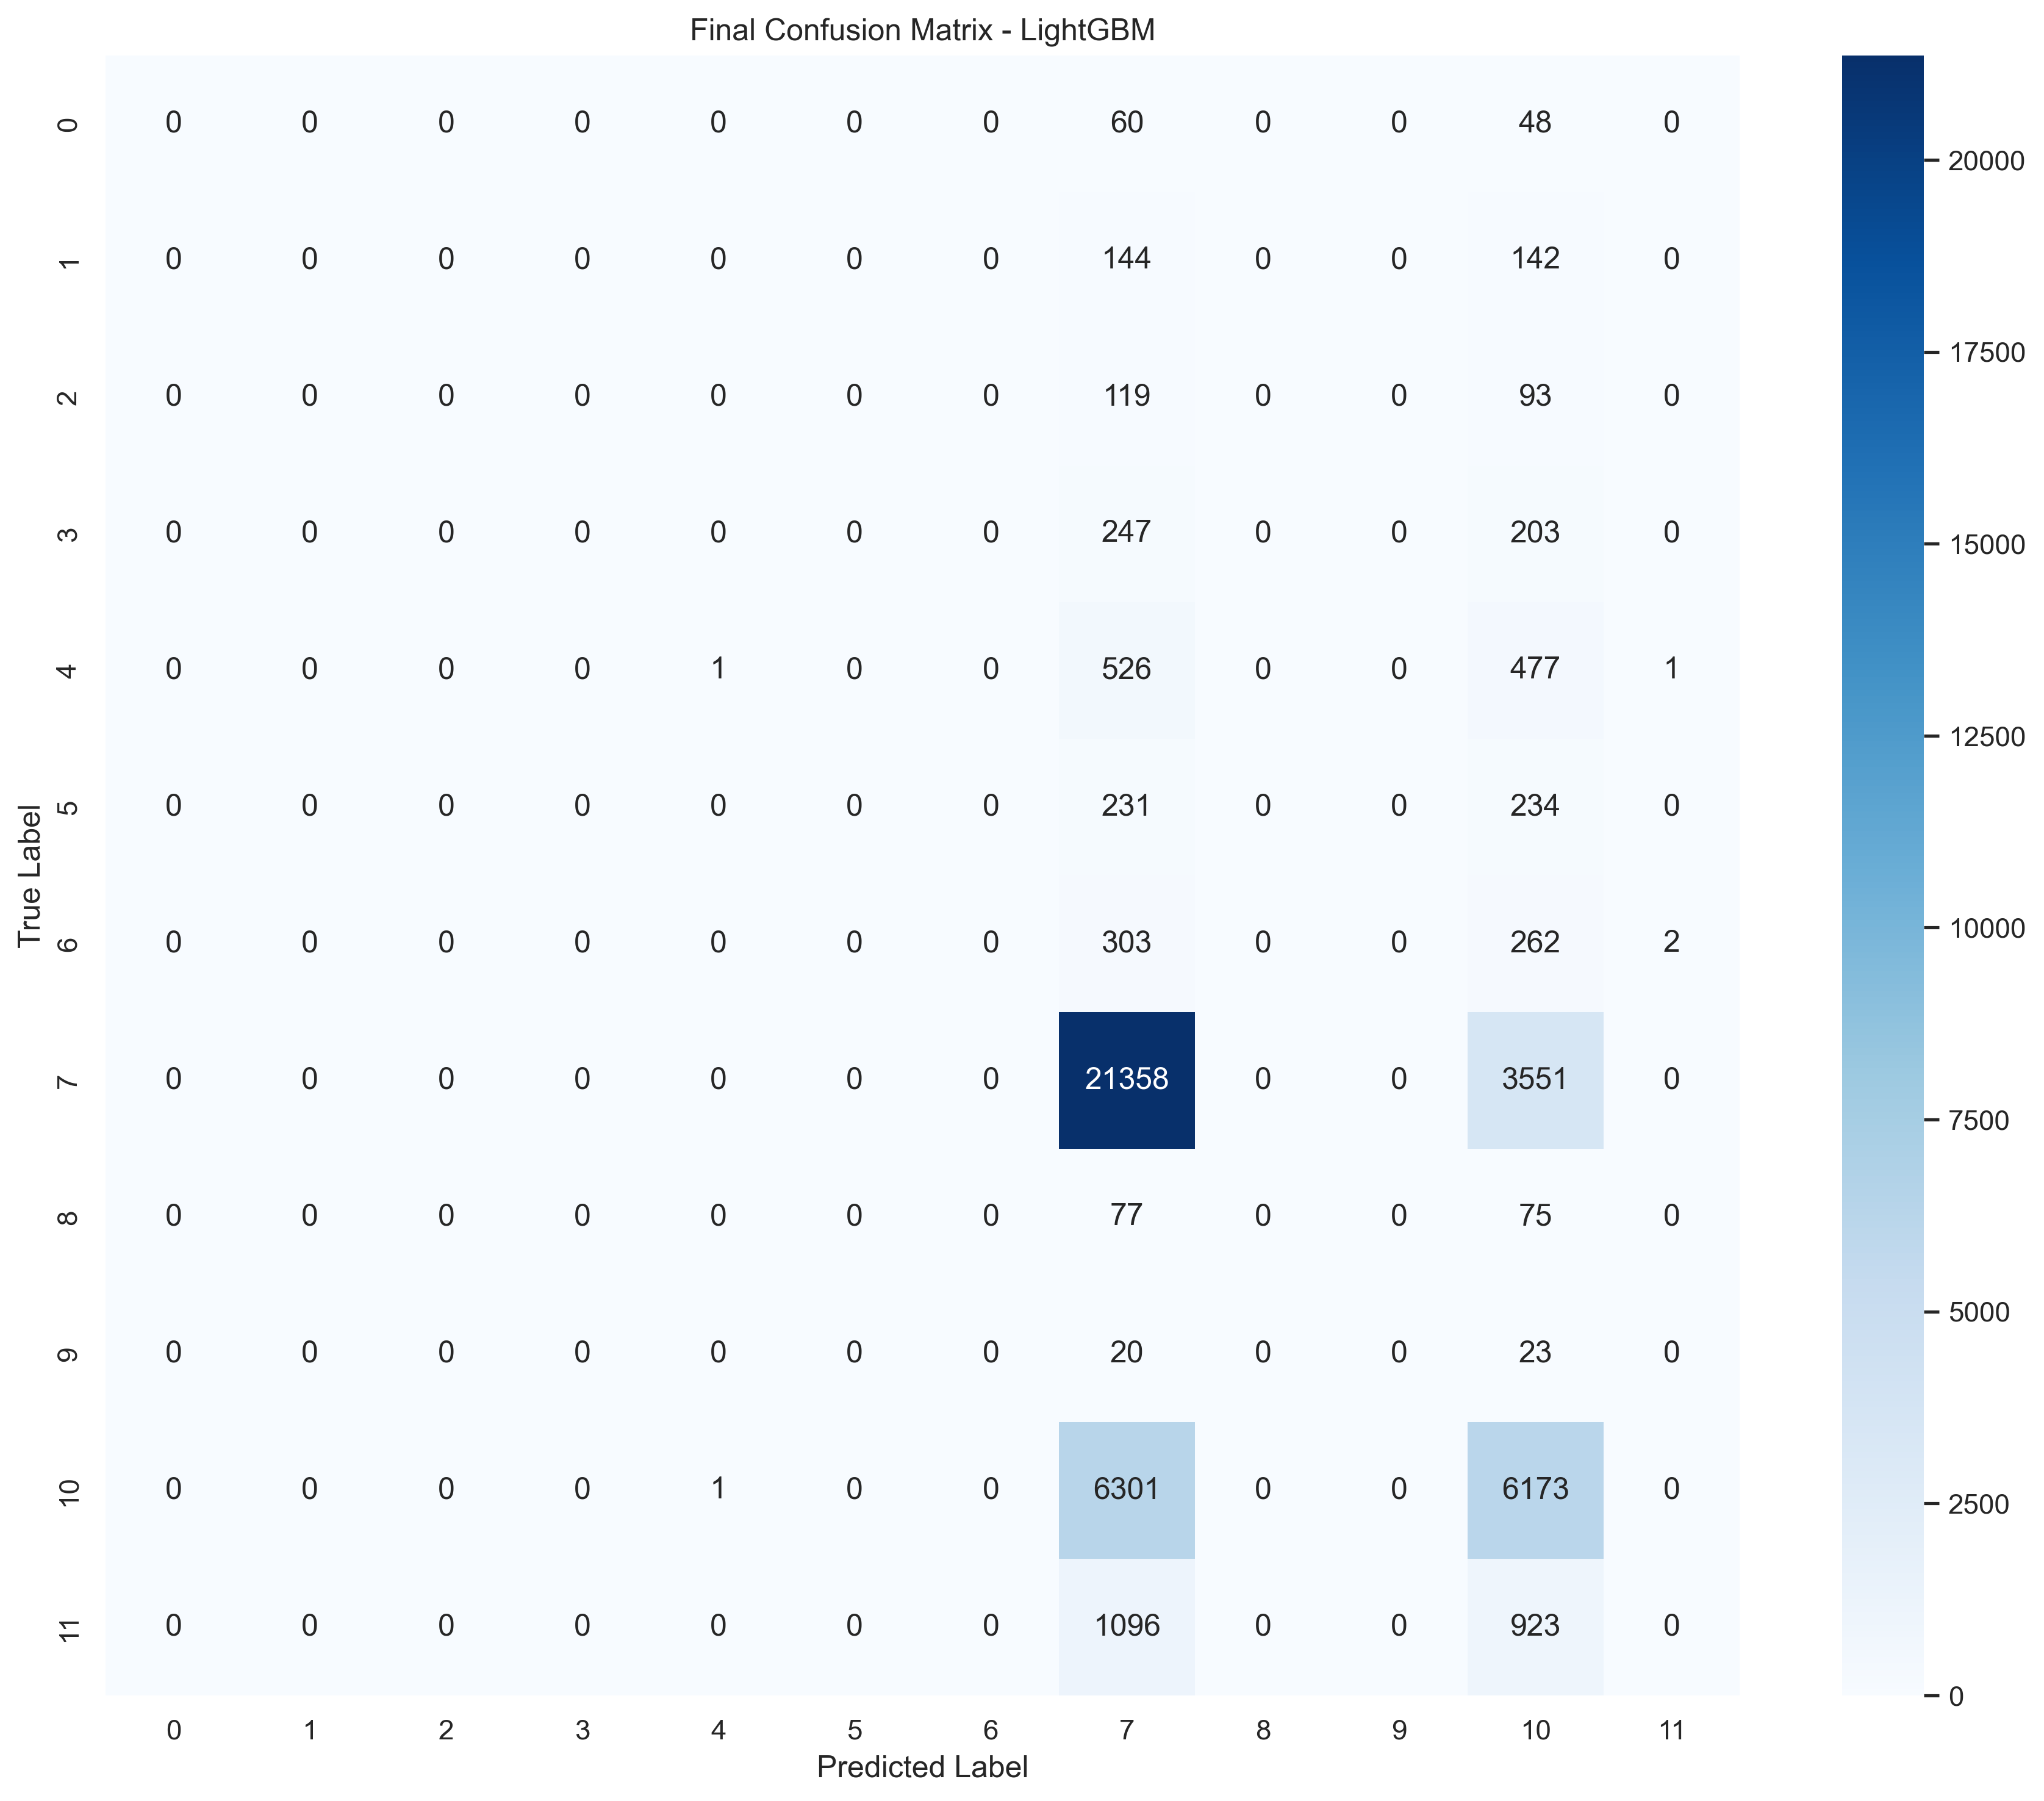 Final Confusion Matrix - LightGBM
0 0 0 0 0 0 0 0 60 0 0 48 0
1 0 0 0 0 0 0 0 144 0 0 142 0
2 0 0 0 0 0 0 0 119 0 0 93 0
3 0 0 0 0 0 0 0 247 0 0 203 0
4 0 0 0 0 1 0 0 526 0 0 477 1
5 0 0 0 0 0 0 0 231 0 0 234 0
6 0 0 0 0 0 0 0 303 0 0 262 2
7 0 0 0 0 0 0 0 21358 0 0 3551 0
8 0 0 0 0 0 0 0 77 0 0 75 0
9 0 0 0 0 0 0 0 20 0 0 23 0
10 0 0 0 0 1 0 0 6301 0 0 6173 0
11 0 0 0 0 0 0 0 1096 0 0 923 0
0 1 2 3 4 5 6 7 8 9 10 11
Predicted Label
True Label
20000
17500
15000
12500
10000
7500
5000
2500
0